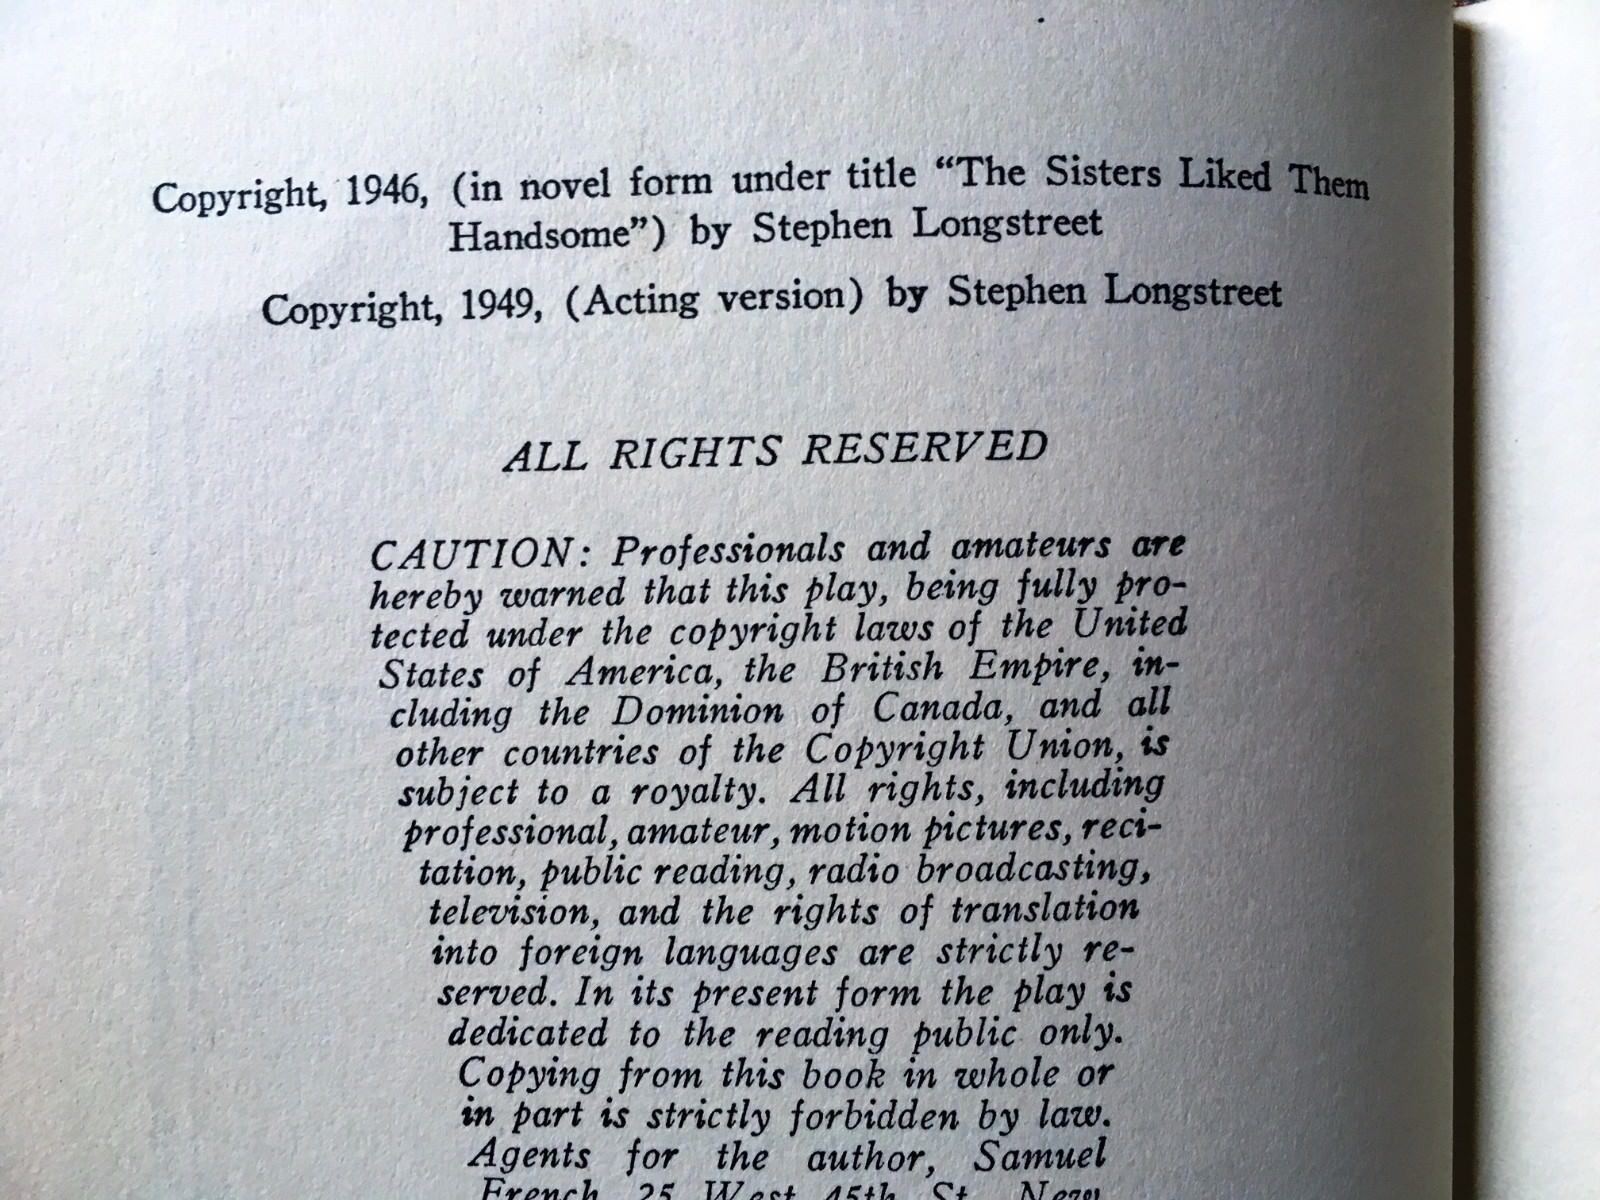 Copyright, 1946, (in novel form under title “The Sisters Liked Them
Handsome”) by Stephen Longstreet
Copyright, 1949, (Acting version) by Stephen Longstreet
ALL RIGHTS RESERVED
CAUTION: Professionals and amateurs are
hereby warned that this play, being fully pro-
tected under the copyright laws of the United
States of America, the British Empire, in-
cluding the Dominion of Canada, and all
other countries of the Copyright Union, is
subject to a royalty. All rights, including
professional, amateur, motion pictures, reci-
tation, public reading, radio broadcasting,
television, and the rights of translation
into foreign languages are strictly re-
served. In its present form the play is
dedicated to the reading public only.
Copying from this book in whole or
in part is strictly forbidden by law.
Agents for the author, Samuel
French, 25 West 45th St., New